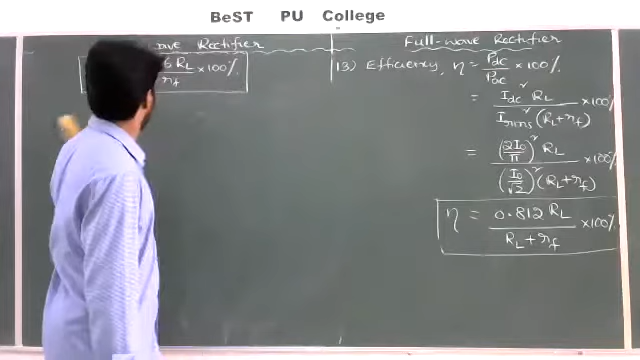 BeST PU College
ave Rectifier
6 RL
rf
×100%
Full-wave Rectifier
13) Efficiency, η = Pdc / Pac ×100%
= Idc² RL / Irms² (RL+rf) ×100%
= (2I0/π)² RL / (I0/√2)² (RL+rf) ×100%
η = 0.812 RL / RL+rf ×100%